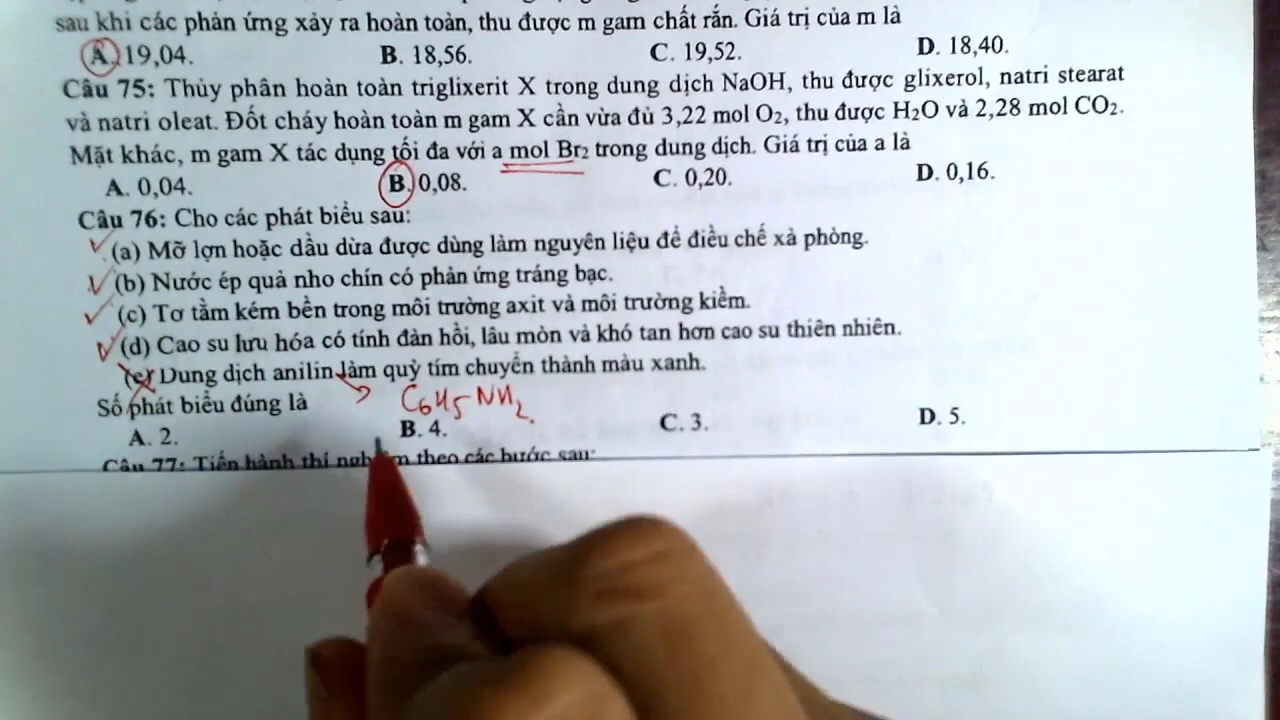 sau khi các phản ứng xảy ra hoàn toàn, thu được m gam chất rắn. Giá trị của m là
A. 19,04. B. 18,56. C. 19,52. D. 18,40.
Câu 75: Thủy phân hoàn toàn triglixerit X trong dung dịch NaOH, thu được glixerol, natri stearat
và natri oleat. Đốt cháy hoàn toàn m gam X cần vừa đủ 3,22 mol O₂, thu được H₂O và 2,28 mol CO₂.
Mặt khác, m gam X tác dụng tối đa với a mol Br₂ trong dung dịch. Giá trị của a là
A. 0,04. B. 0,08. C. 0,20. D. 0,16.
Câu 76: Cho các phát biểu sau:
(a) Mỡ lợn hoặc dầu dừa được dùng làm nguyên liệu để điều chế xà phòng.
(b) Nước ép quả nho chín có phản ứng tráng bạc.
(c) Tơ tằm kém bền trong môi trường axit và môi trường kiềm.
(d) Cao su lưu hóa có tính đàn hồi, lâu mòn và khó tan hơn cao su thiên nhiên.
(e) Dung dịch anilin làm quỳ tím chuyển thành màu xanh.
C6H5NH2.
Số phát biểu đúng là
A. 2. B. 4. C. 3. D. 5.
Câu 77: Tiến hành thí theo các bước sau: